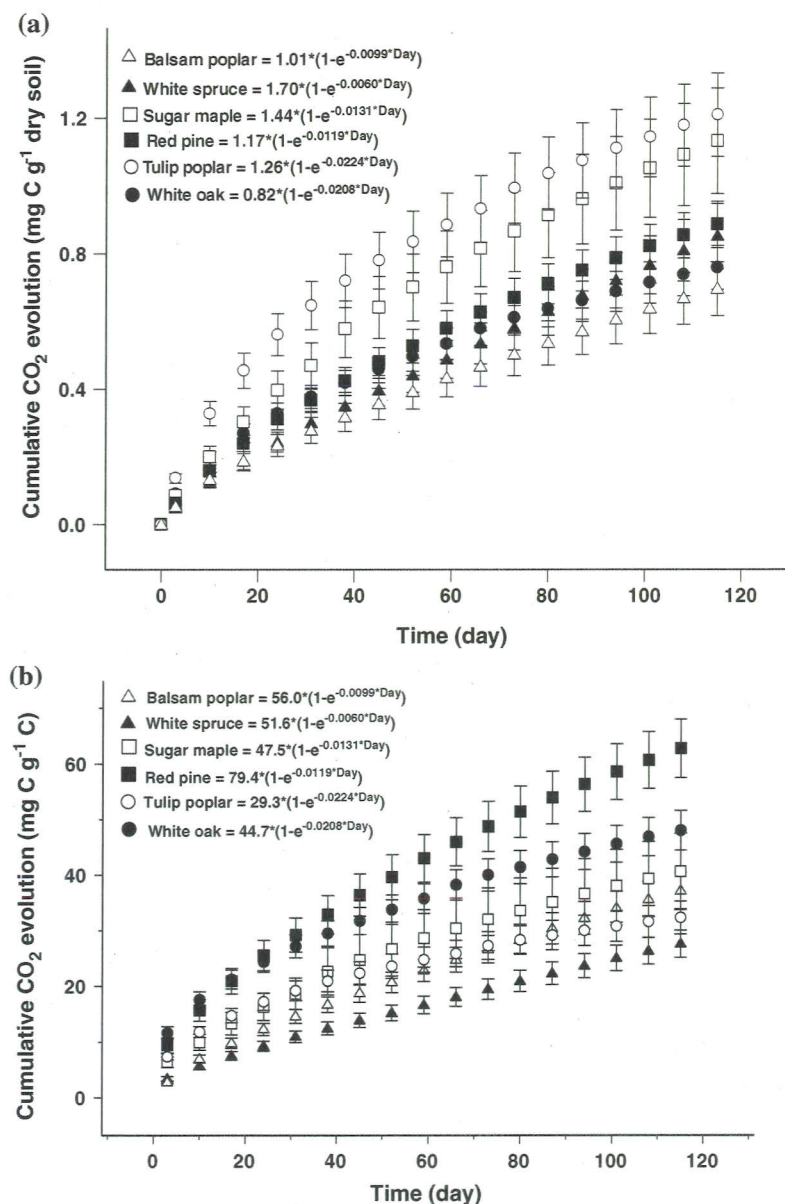 (a)
Balsam poplar = 1.01*(1-e^-0.0099*Day)
White spruce = 1.70*(1-e^-0.0060*Day)
Sugar maple = 1.44*(1-e^-0.0131*Day)
Red pine = 1.17*(1-e^-0.0119*Day)
Tulip poplar = 1.26*(1-e^-0.0224*Day)
White oak = 0.82*(1-e^-0.0208*Day)
Cumulative CO₂ evolution (mg C g⁻¹ dry soil)
1.2
0.8
0.4
0.0
0 20 40 60 80 100 120
Time (day)
(b)
Balsam poplar = 56.0*(1-e^-0.0099*Day)
White spruce = 51.6*(1-e^-0.0060*Day)
Sugar maple = 47.5*(1-e^-0.0131*Day)
Red pine = 79.4*(1-e^-0.0119*Day)
Tulip poplar = 29.3*(1-e^-0.0224*Day)
White oak = 44.7*(1-e^-0.0208*Day)
Cumulative CO₂ evolution (mg C g⁻¹ C)
60
40
20
0
0 20 40 60 80 100 120
Time (day)